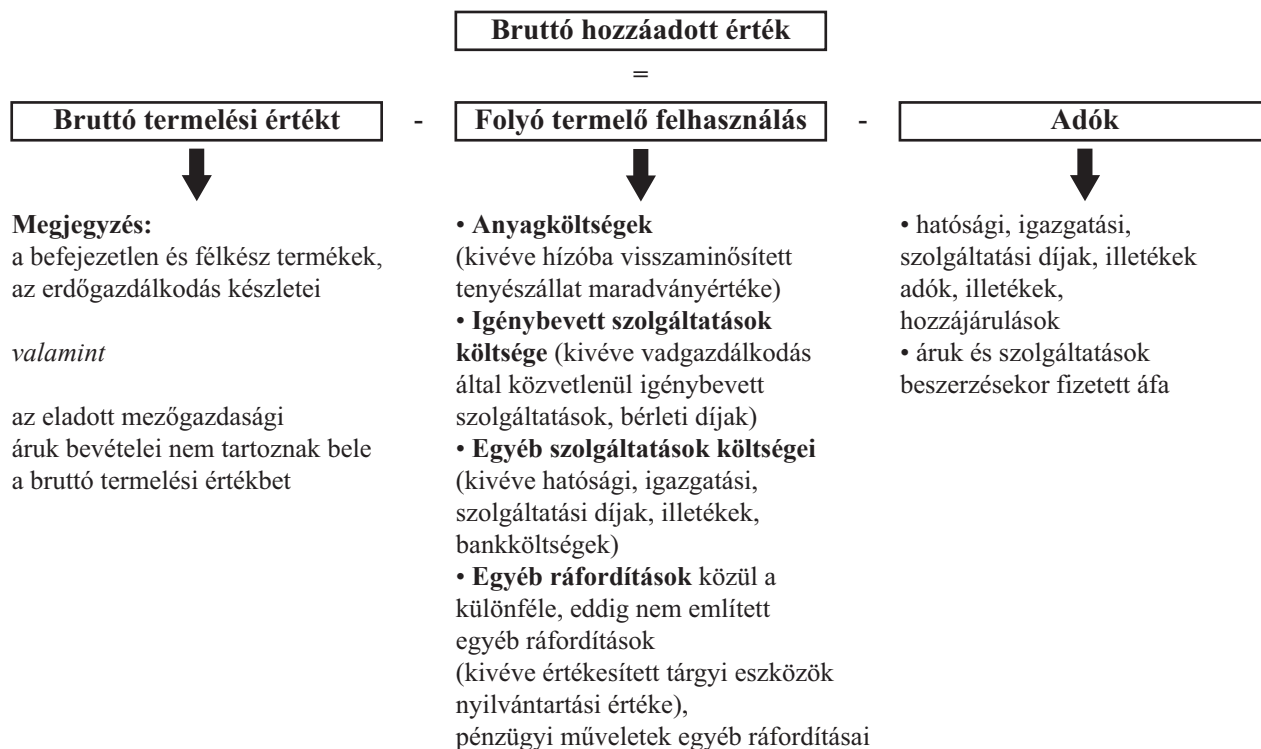 Bruttó hozzáadott érték
=
Bruttó termelési értékt - Folyó termelő felhasználás - Adók
Megjegyzés:
a befejezetlen és félkész termékek,
az erdőgazdálkodás készletei
valamint
az eladott mezőgazdasági
áruk bevételei nem tartoznak bele
a bruttó termelési értékbet
• Anyagköltségek
(kivéve hízóba visszaminősített
tenyészállat maradványértéke)
• Igénybevett szolgáltatások
költsége (kivéve vadgazdálkodás
által közvetlenül igénybevett
szolgáltatások, bérleti díjak)
• Egyéb szolgáltatások költségei
(kivéve hatósági, igazgatási,
szolgáltatási díjak, illetékek,
bankköltségek)
• Egyéb ráfordítások közül a
különféle, eddig nem említett
egyéb ráfordítások
(kivéve értékesített tárgyi eszközök
nyilvántartási értéke),
pénzügyi műveletek egyéb ráfordításai
• hatósági, igazgatási,
szolgáltatási díjak, illetékek
adók, illetékek,
hozzájárulások
• áruk és szolgáltatások
beszerzésekor fizetett áfa